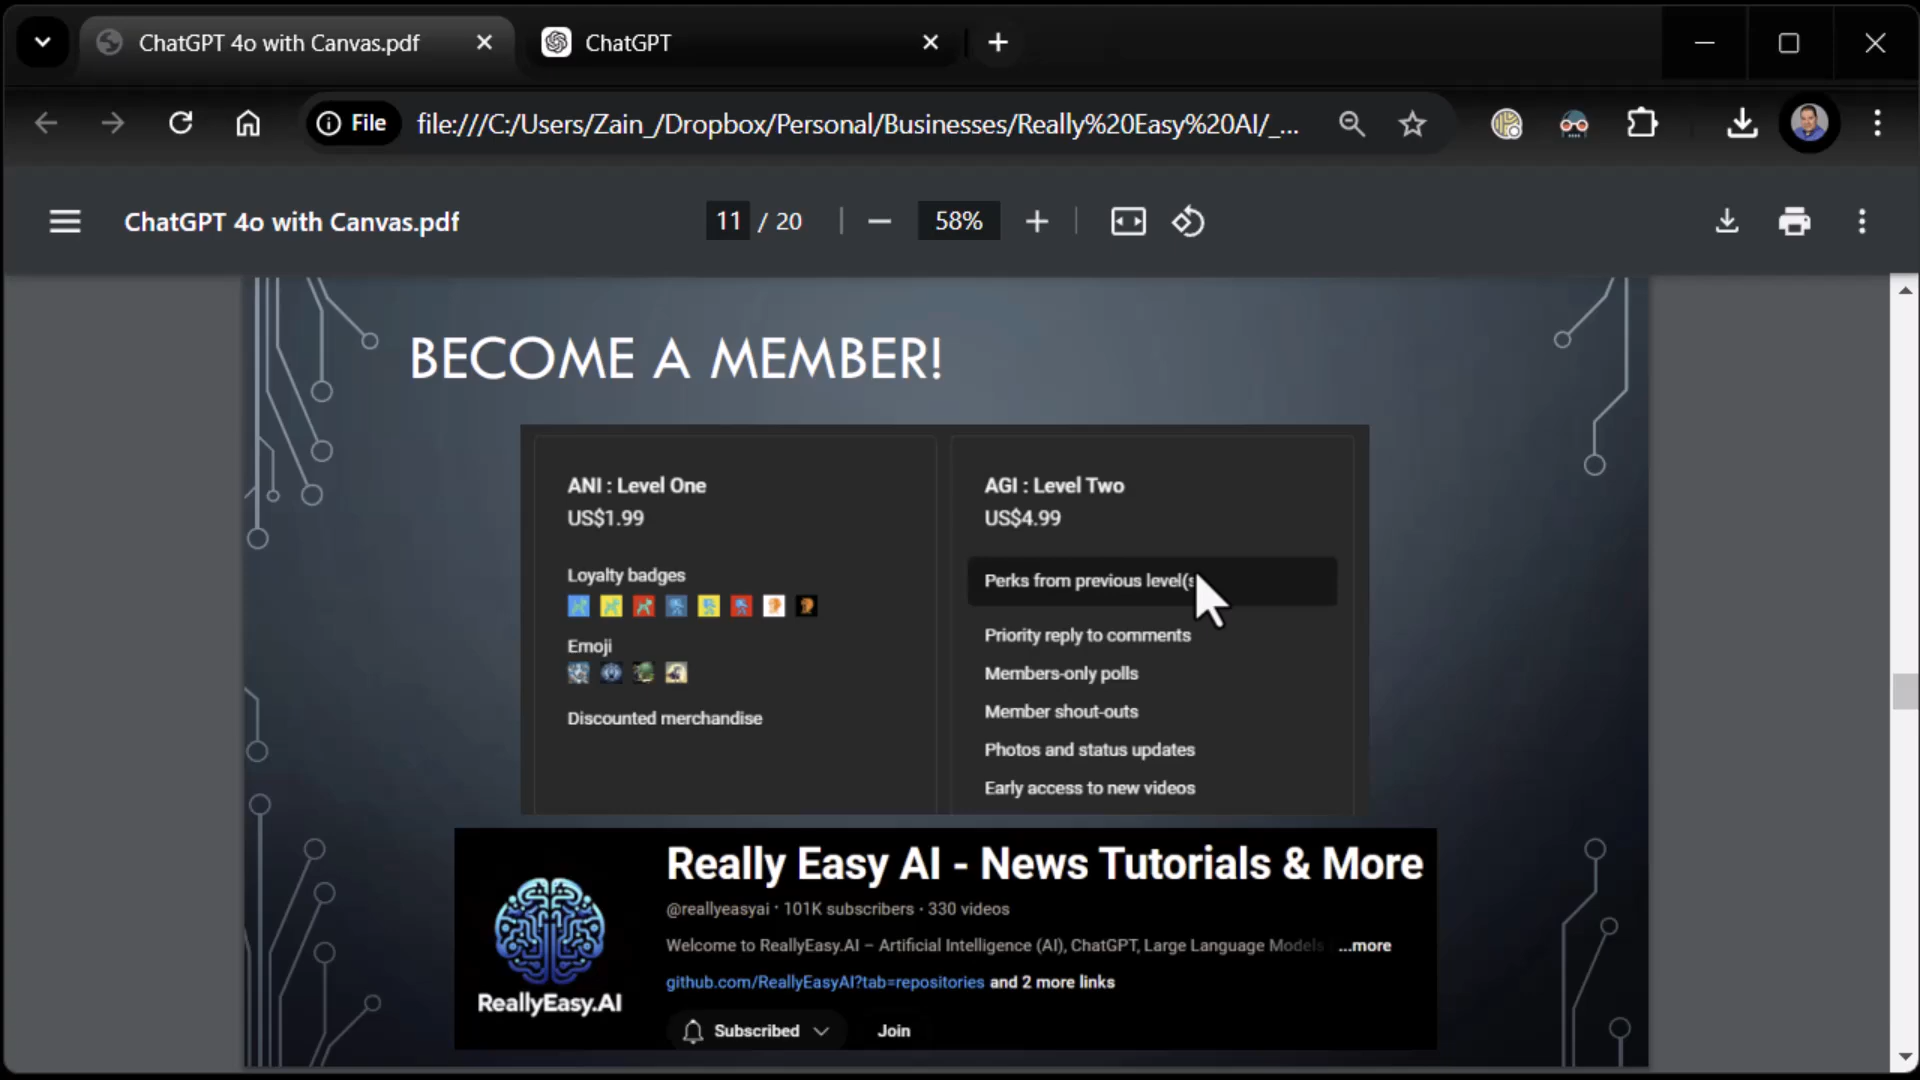 ChatGPT 4o with Canvas.pdf
ChatGPT
File
file:///C:/Users/Zain_/Dropbox/Personal/Businesses/Really%20Easy%20AI/_...
ChatGPT 4o with Canvas.pdf
11 / 20
58%
BECOME A MEMBER!
ANI : Level One
US$1.99
Loyalty badges
Emoji
Discounted merchandise
AGI : Level Two
US$4.99
Perks from previous level(s
Priority reply to comments
Members-only polls
Member shout-outs
Photos and status updates
Early access to new videos
ReallyEasy.AI
Really Easy AI - News Tutorials & More
@reallyeasyai · 101K subscribers · 330 videos
Welcome to ReallyEasy.AI – Artificial Intelligence (AI), ChatGPT, Large Language Models ...more
github.com/ReallyEasyAI?tab=repositories and 2 more links
Subscribed
Join